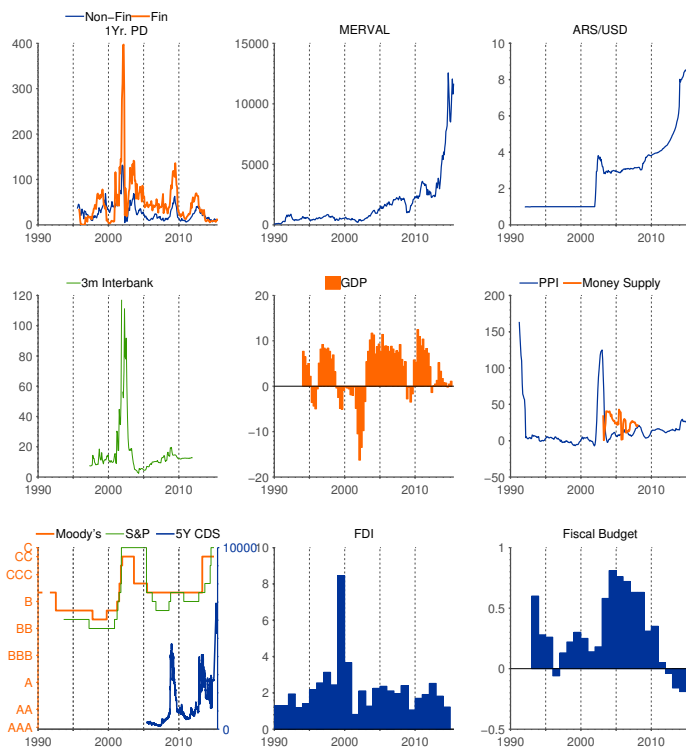 Non-Fin Fin
1Yr. PD
400
300
200
100
0
1990 2000 2010
MERVAL
15000
10000
5000
0
1990 2000 2010
ARS/USD
10
8
6
4
2
0
1990 2000 2010
3m Interbank
120
100
80
60
40
20
0
1990 2000 2010
GDP
20
10
0
−10
−20
1990 2000 2010
PPI Money Supply
200
150
100
50
0
−50
1990 2000 2010
Moody's S&P 5Y CDS
C
CC
CCC
B
BB
BBB
A
AA
AAA
10000
0
1990 2000 2010
FDI
10
8
6
4
2
0
1990 2000 2010
Fiscal Budget
1
0.5
0
−0.5
1990 2000 2010